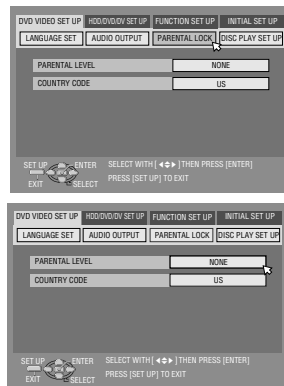 DVD VIDEO SET UP HDD/DVD/DV SET UP FUNCTION SET UP INITIAL SET UP
LANGUAGE SET AUDIO OUTPUT PARENTAL LOCK DISC PLAY SET UP
PARENTAL LEVEL NONE
COUNTRY CODE US
SET UP ENTER SELECT WITH [ ◄♦► ] THEN PRESS [ENTER]
EXIT SELECT PRESS [SET UP] TO EXIT
DVD VIDEO SET UP HDD/DVD/DV SET UP FUNCTION SET UP INITIAL SET UP
LANGUAGE SET AUDIO OUTPUT PARENTAL LOCK DISC PLAY SET UP
PARENTAL LEVEL NONE
COUNTRY CODE US
SET UP ENTER SELECT WITH [ ◄♦► ] THEN PRESS [ENTER]
EXIT SELECT PRESS [SET UP] TO EXIT